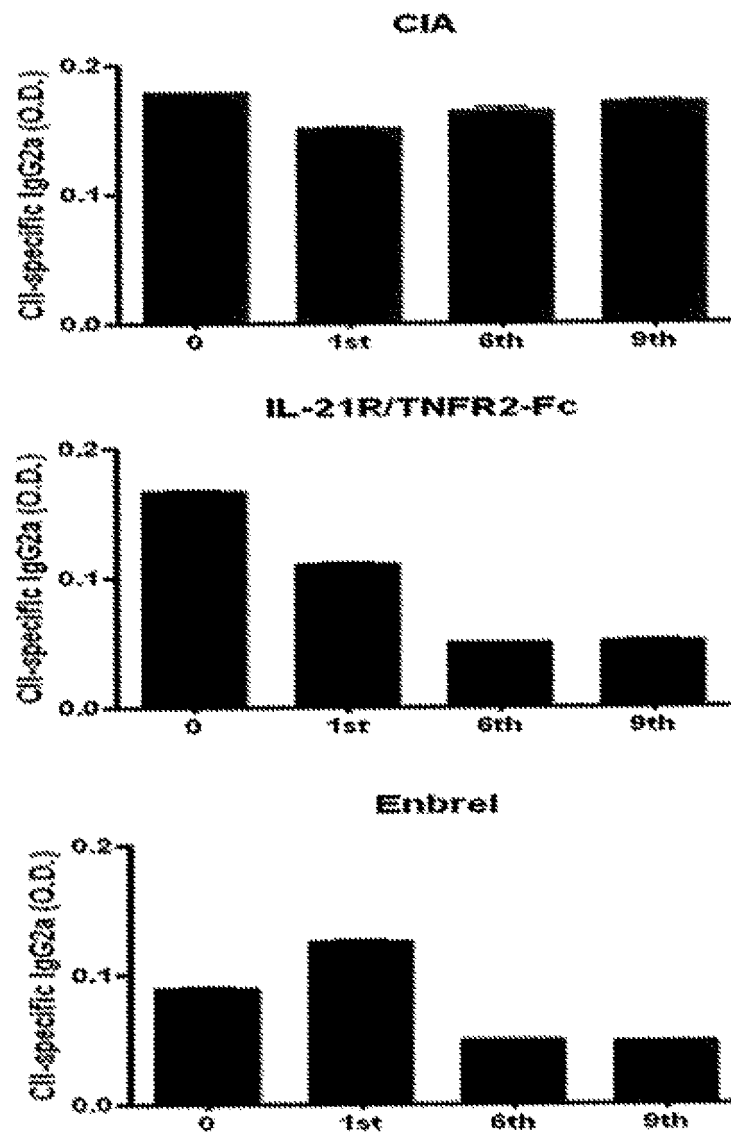 CIA
CII-specific IgG2a (O.D.)
0.2
0.1
0.0
0 1st 6th 9th
IL-21R/TNFR2-Fc
CII-specific IgG2a (O.D.)
0.2
0.1
0.0
0 1st 6th 9th
Enbrel
CII-specific IgG2a (O.D.)
0.2
0.1
0.0
0 1st 6th 9th